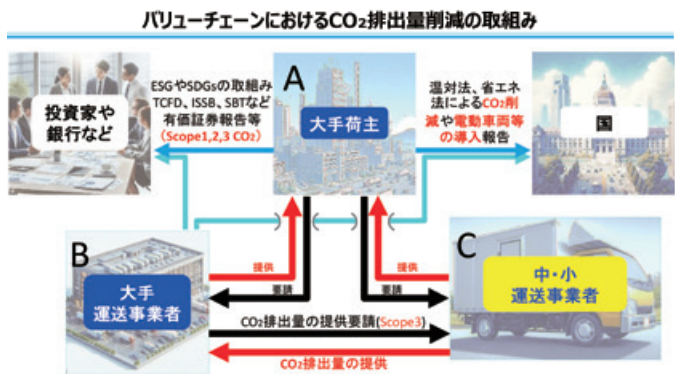 バリューチェーンにおけるCO₂排出量削減の取組み
投資家や
銀行など
ESGやSDGsの取組み
TCFD、ISSB、SBTなど
有価証券報告等
（Scope1,2,3 CO₂）
A
大手荷主
温対法、省エネ
法によるCO₂削
減や電動車両等
の導入報告
国
B
大手
運送事業者
提供
要請
提供
要請
C
中・小
運送事業者
CO₂排出量の提供要請(Scope3)
CO₂排出量の提供